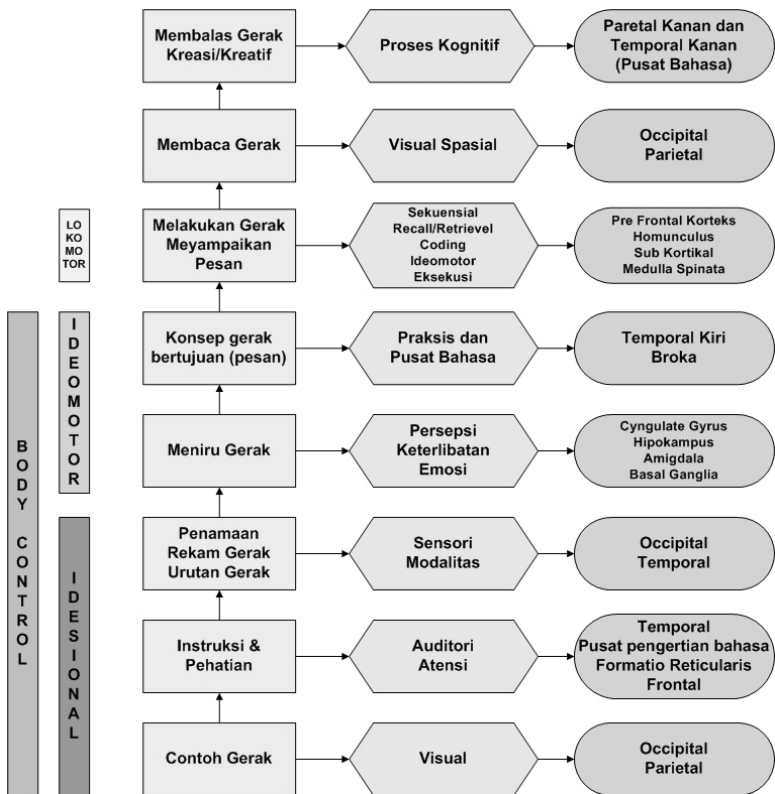 Membalas Gerak
Kreasi/Kreatif
Proses Kognitif
Paretal Kanan dan
Temporal Kanan
(Pusat Bahasa)
Membaca Gerak
Visual Spasial
Occipital
Parietal
LO
KO
MO
TOR
Melakukan Gerak
Meyampaikan
Pesan
Sekuensial
Recall/Retrievel
Coding
Ideomotor
Eksekusi
Pre Frontal Korteks
Homunculus
Sub Kortikal
Medulla Spinata
BODY CONTROL
IDEOMOTOR
Konsep gerak
bertujuan (pesan)
Praksis dan
Pusat Bahasa
Temporal Kiri
Broka
Meniru Gerak
Persepsi
Keterlibatan
Emosi
Cyngulate Gyrus
Hipokampus
Amigdala
Basal Ganglia
IDESIONAL
Penamaan
Rekam Gerak
Urutan Gerak
Sensori
Modalitas
Occipital
Temporal
Instruksi &
Pehatian
Auditori
Atensi
Temporal
Pusat pengertian bahasa
Formatio Reticularis
Frontal
Contoh Gerak
Visual
Occipital
Parietal